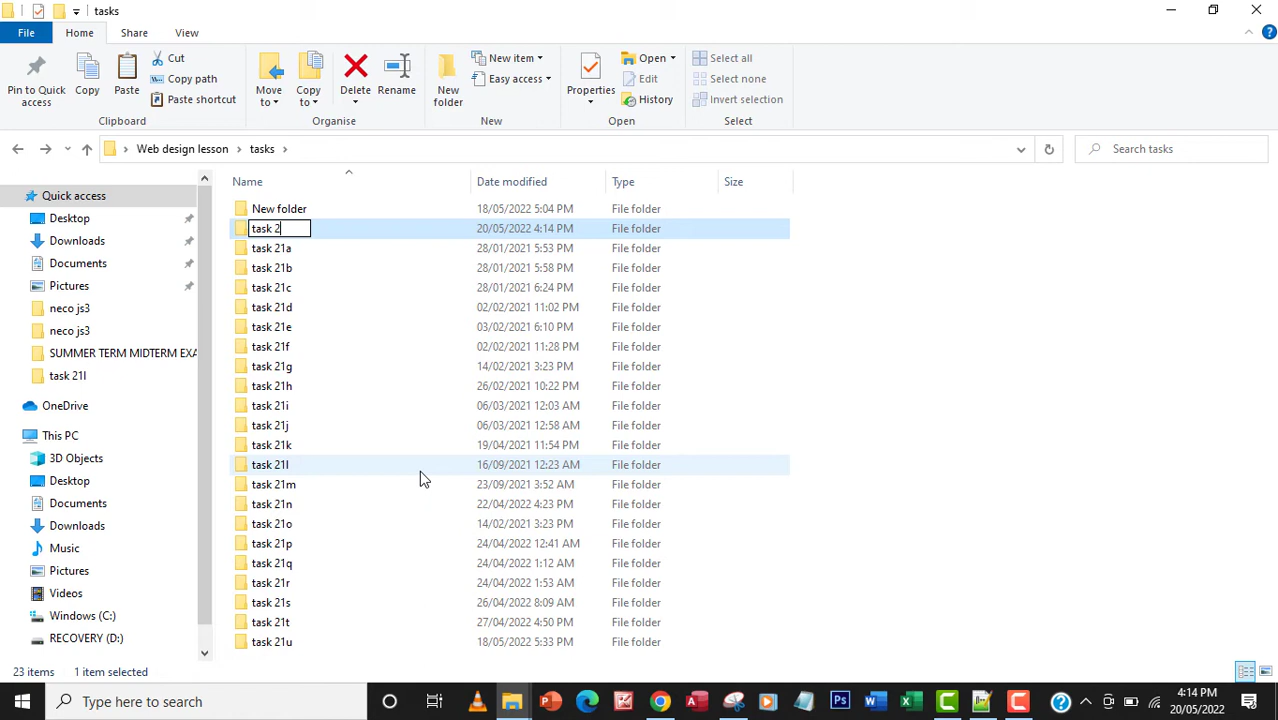 tasks
File Home Share View
Pin to Quick access
Copy
Paste
Cut
Copy path
Paste shortcut
Clipboard
Move to
Copy to
Delete
Rename
Organise
New folder
New item
Easy access
New
Properties
Open
Edit
History
Open
Select all
Select none
Invert selection
Select
Web design lesson tasks
Search tasks
Quick access
Desktop
Downloads
Documents
Pictures
neco js3
neco js3
SUMMER TERM MIDTERM EXA
task 21l
OneDrive
This PC
3D Objects
Desktop
Documents
Downloads
Music
Pictures
Videos
Windows (C:)
RECOVERY (D:)
Name Date modified Type Size
New folder 18/05/2022 5:04 PM File folder
task 2 20/05/2022 4:14 PM File folder
task 21a 28/01/2021 5:53 PM File folder
task 21b 28/01/2021 5:58 PM File folder
task 21c 28/01/2021 6:24 PM File folder
task 21d 02/02/2021 11:02 PM File folder
task 21e 03/02/2021 6:10 PM File folder
task 21f 02/02/2021 11:28 PM File folder
task 21g 14/02/2021 3:23 PM File folder
task 21h 26/02/2021 10:22 PM File folder
task 21i 06/03/2021 12:03 AM File folder
task 21j 06/03/2021 12:58 AM File folder
task 21k 19/04/2021 11:54 PM File folder
task 21l 16/09/2021 12:23 AM File folder
task 21m 23/09/2021 3:52 AM File folder
task 21n 22/04/2022 4:23 PM File folder
task 21o 14/02/2021 3:23 PM File folder
task 21p 24/04/2022 12:41 AM File folder
task 21q 24/04/2022 1:12 AM File folder
task 21r 24/04/2022 1:53 AM File folder
task 21s 26/04/2022 8:09 AM File folder
task 21t 27/04/2022 4:50 PM File folder
task 21u 18/05/2022 5:33 PM File folder
23 items 1 item selected
Type here to search
4:14 PM
20/05/2022